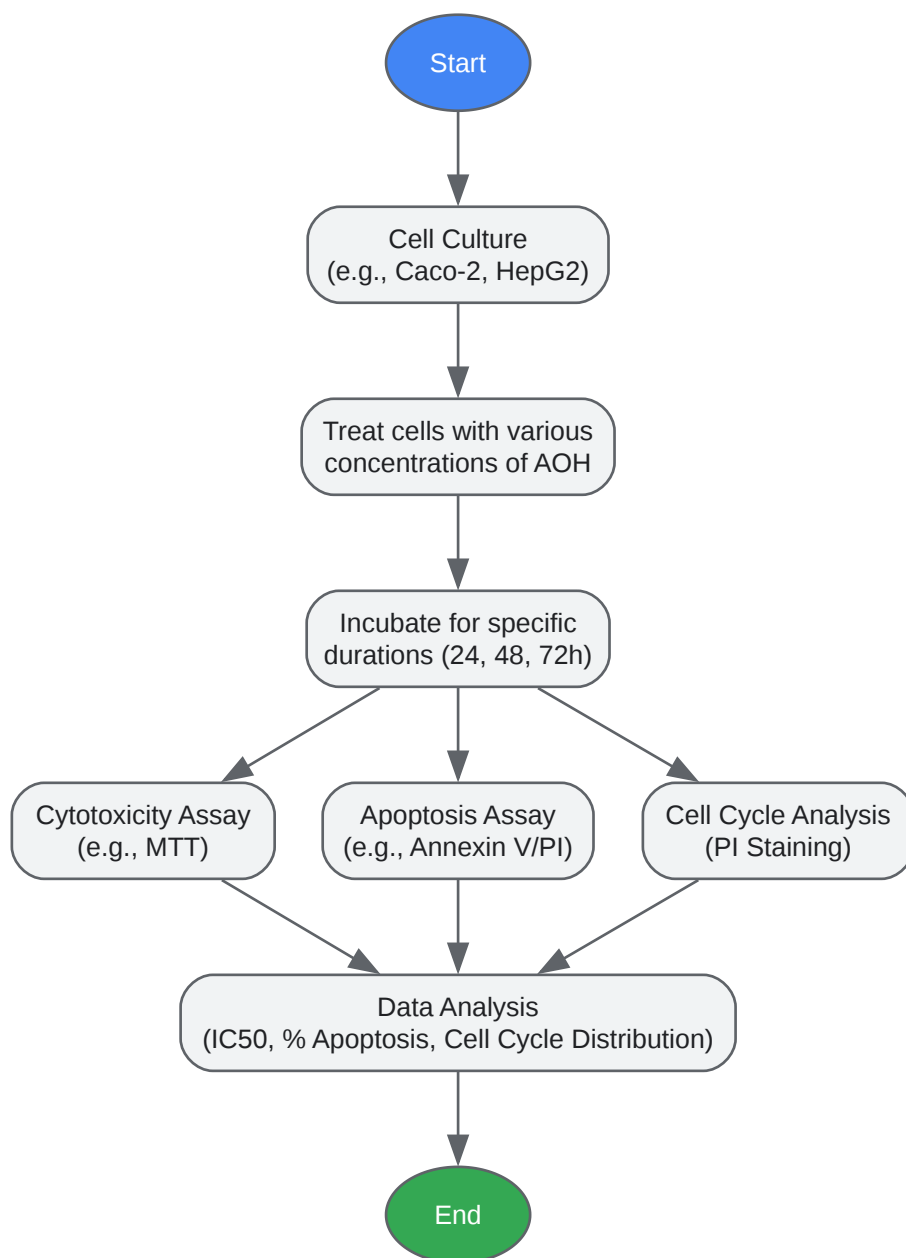 Start
Cell Culture
(e.g., Caco-2, HepG2)
Treat cells with various
concentrations of AOH
Incubate for specific
durations (24, 48, 72h)
Cytotoxicity Assay
(e.g., MTT)
Apoptosis Assay
(e.g., Annexin V/PI)
Cell Cycle Analysis
(PI Staining)
Data Analysis
(IC50, % Apoptosis, Cell Cycle Distribution)
End